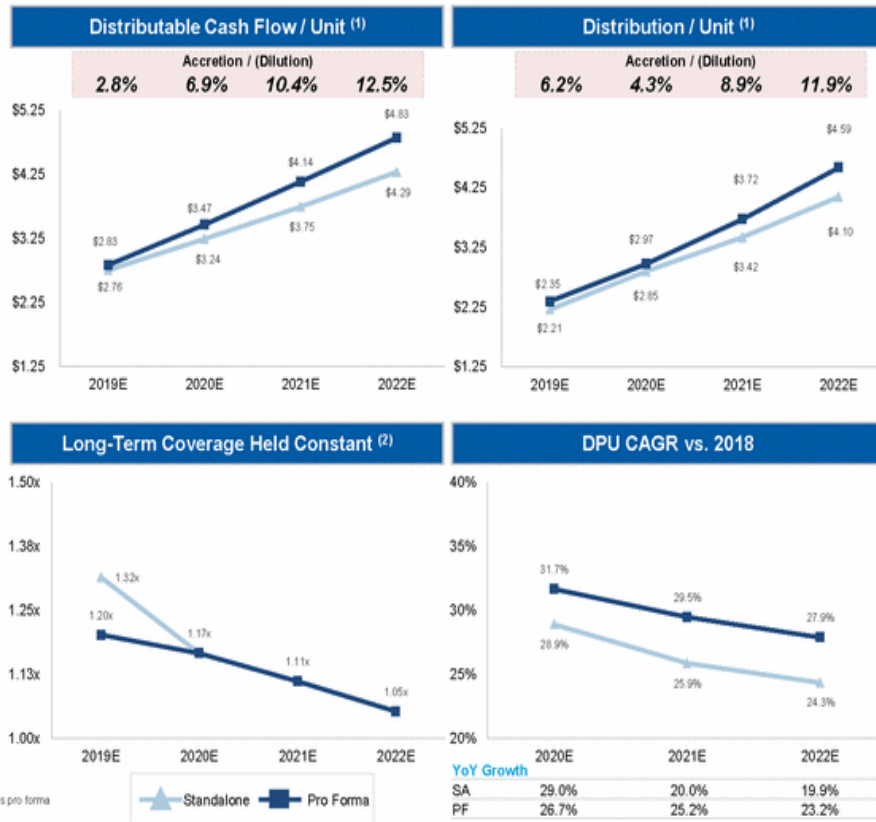 Distributable Cash Flow / Unit (1)
Accretion / (Dilution)
2.8% 6.9% 10.4% 12.5%
$5.25
$4.25
$3.25
$2.25
$1.25
$4.83
$4.14
$3.47
$2.83
$4.29
$3.75
$3.24
$2.76
2019E 2020E 2021E 2022E
Distribution / Unit (1)
Accretion / (Dilution)
6.2% 4.3% 8.9% 11.9%
$5.25
$4.25
$3.25
$2.25
$1.25
$4.59
$3.72
$2.97
$2.35
$4.10
$3.42
$2.85
$2.21
2019E 2020E 2021E 2022E
Long-Term Coverage Held Constant (2)
1.50x
1.38x
1.25x
1.13x
1.00x
1.32x
1.20x
1.17x
1.11x
1.05x
2019E 2020E 2021E 2022E
s pro forma
Standalone Pro Forma
DPU CAGR vs. 2018
40%
35%
30%
25%
20%
31.7%
29.5%
27.9%
28.9%
25.9%
24.3%
2020E 2021E 2022E
YoY Growth
SA 29.0% 20.0% 19.9%
PF 26.7% 25.2% 23.2%